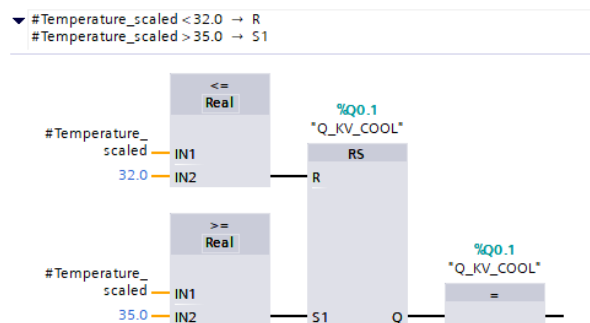 #Temperature_scaled <32.0 → R
#Temperature_scaled >35.0 → S1
<=
Real
#Temperature_
scaled
IN1
32.0
IN2
%Q0.1
"Q_KV_COOL"
RS
R
>=
Real
#Temperature_
scaled
IN1
35.0
IN2
S1
Q
%Q0.1
"Q_KV_COOL"
=